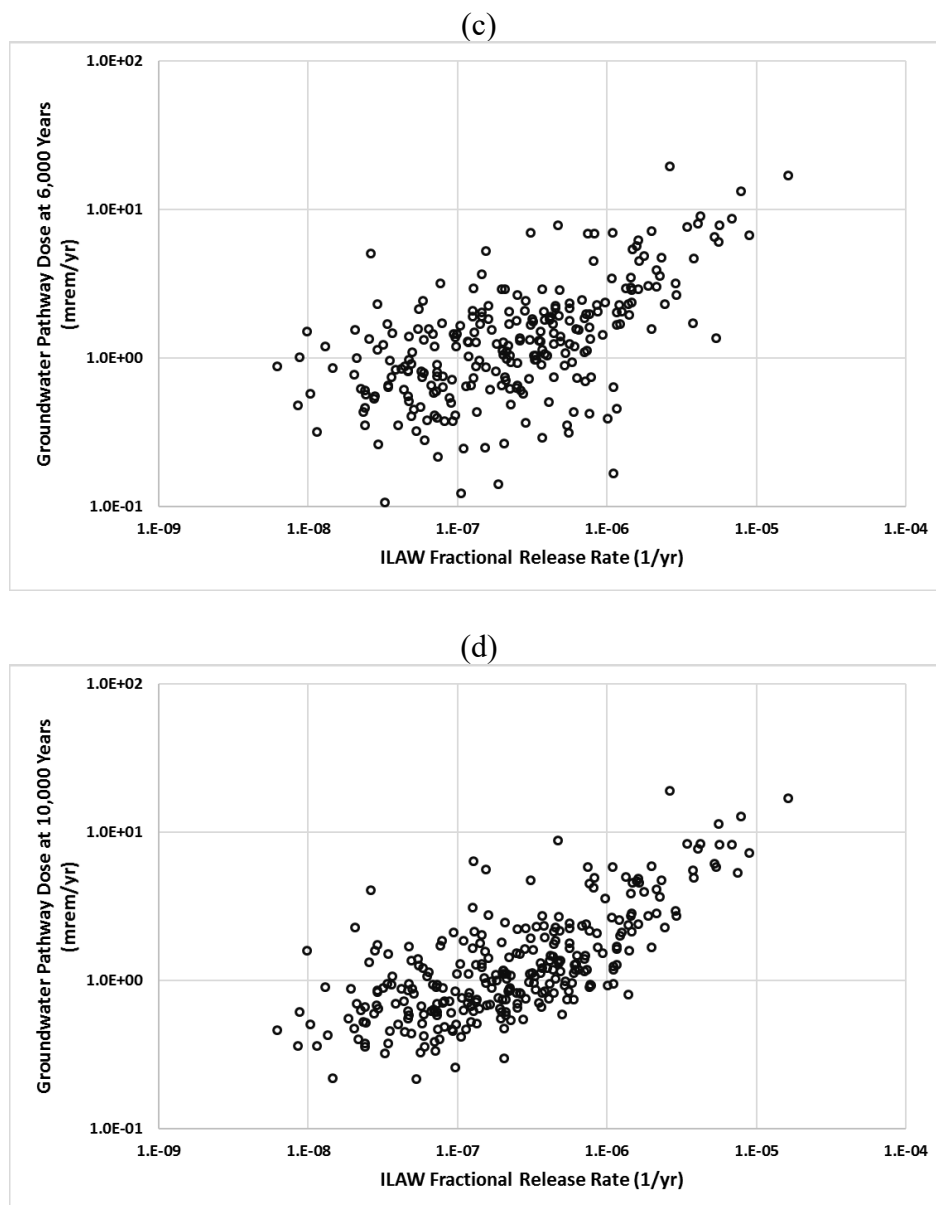 (c)
1.0E+02
1.0E+01
1.0E+00
1.0E-01
1.E-09 1.E-08 1.E-07 1.E-06 1.E-05 1.E-04
Groundwater Pathway Dose at 6,000 Years
(mrem/yr)
ILAW Fractional Release Rate (1/yr)
(d)
1.0E+02
1.0E+01
1.0E+00
1.0E-01
1.E-09 1.E-08 1.E-07 1.E-06 1.E-05 1.E-04
Groundwater Pathway Dose at 10,000 Years
(mrem/yr)
ILAW Fractional Release Rate (1/yr)